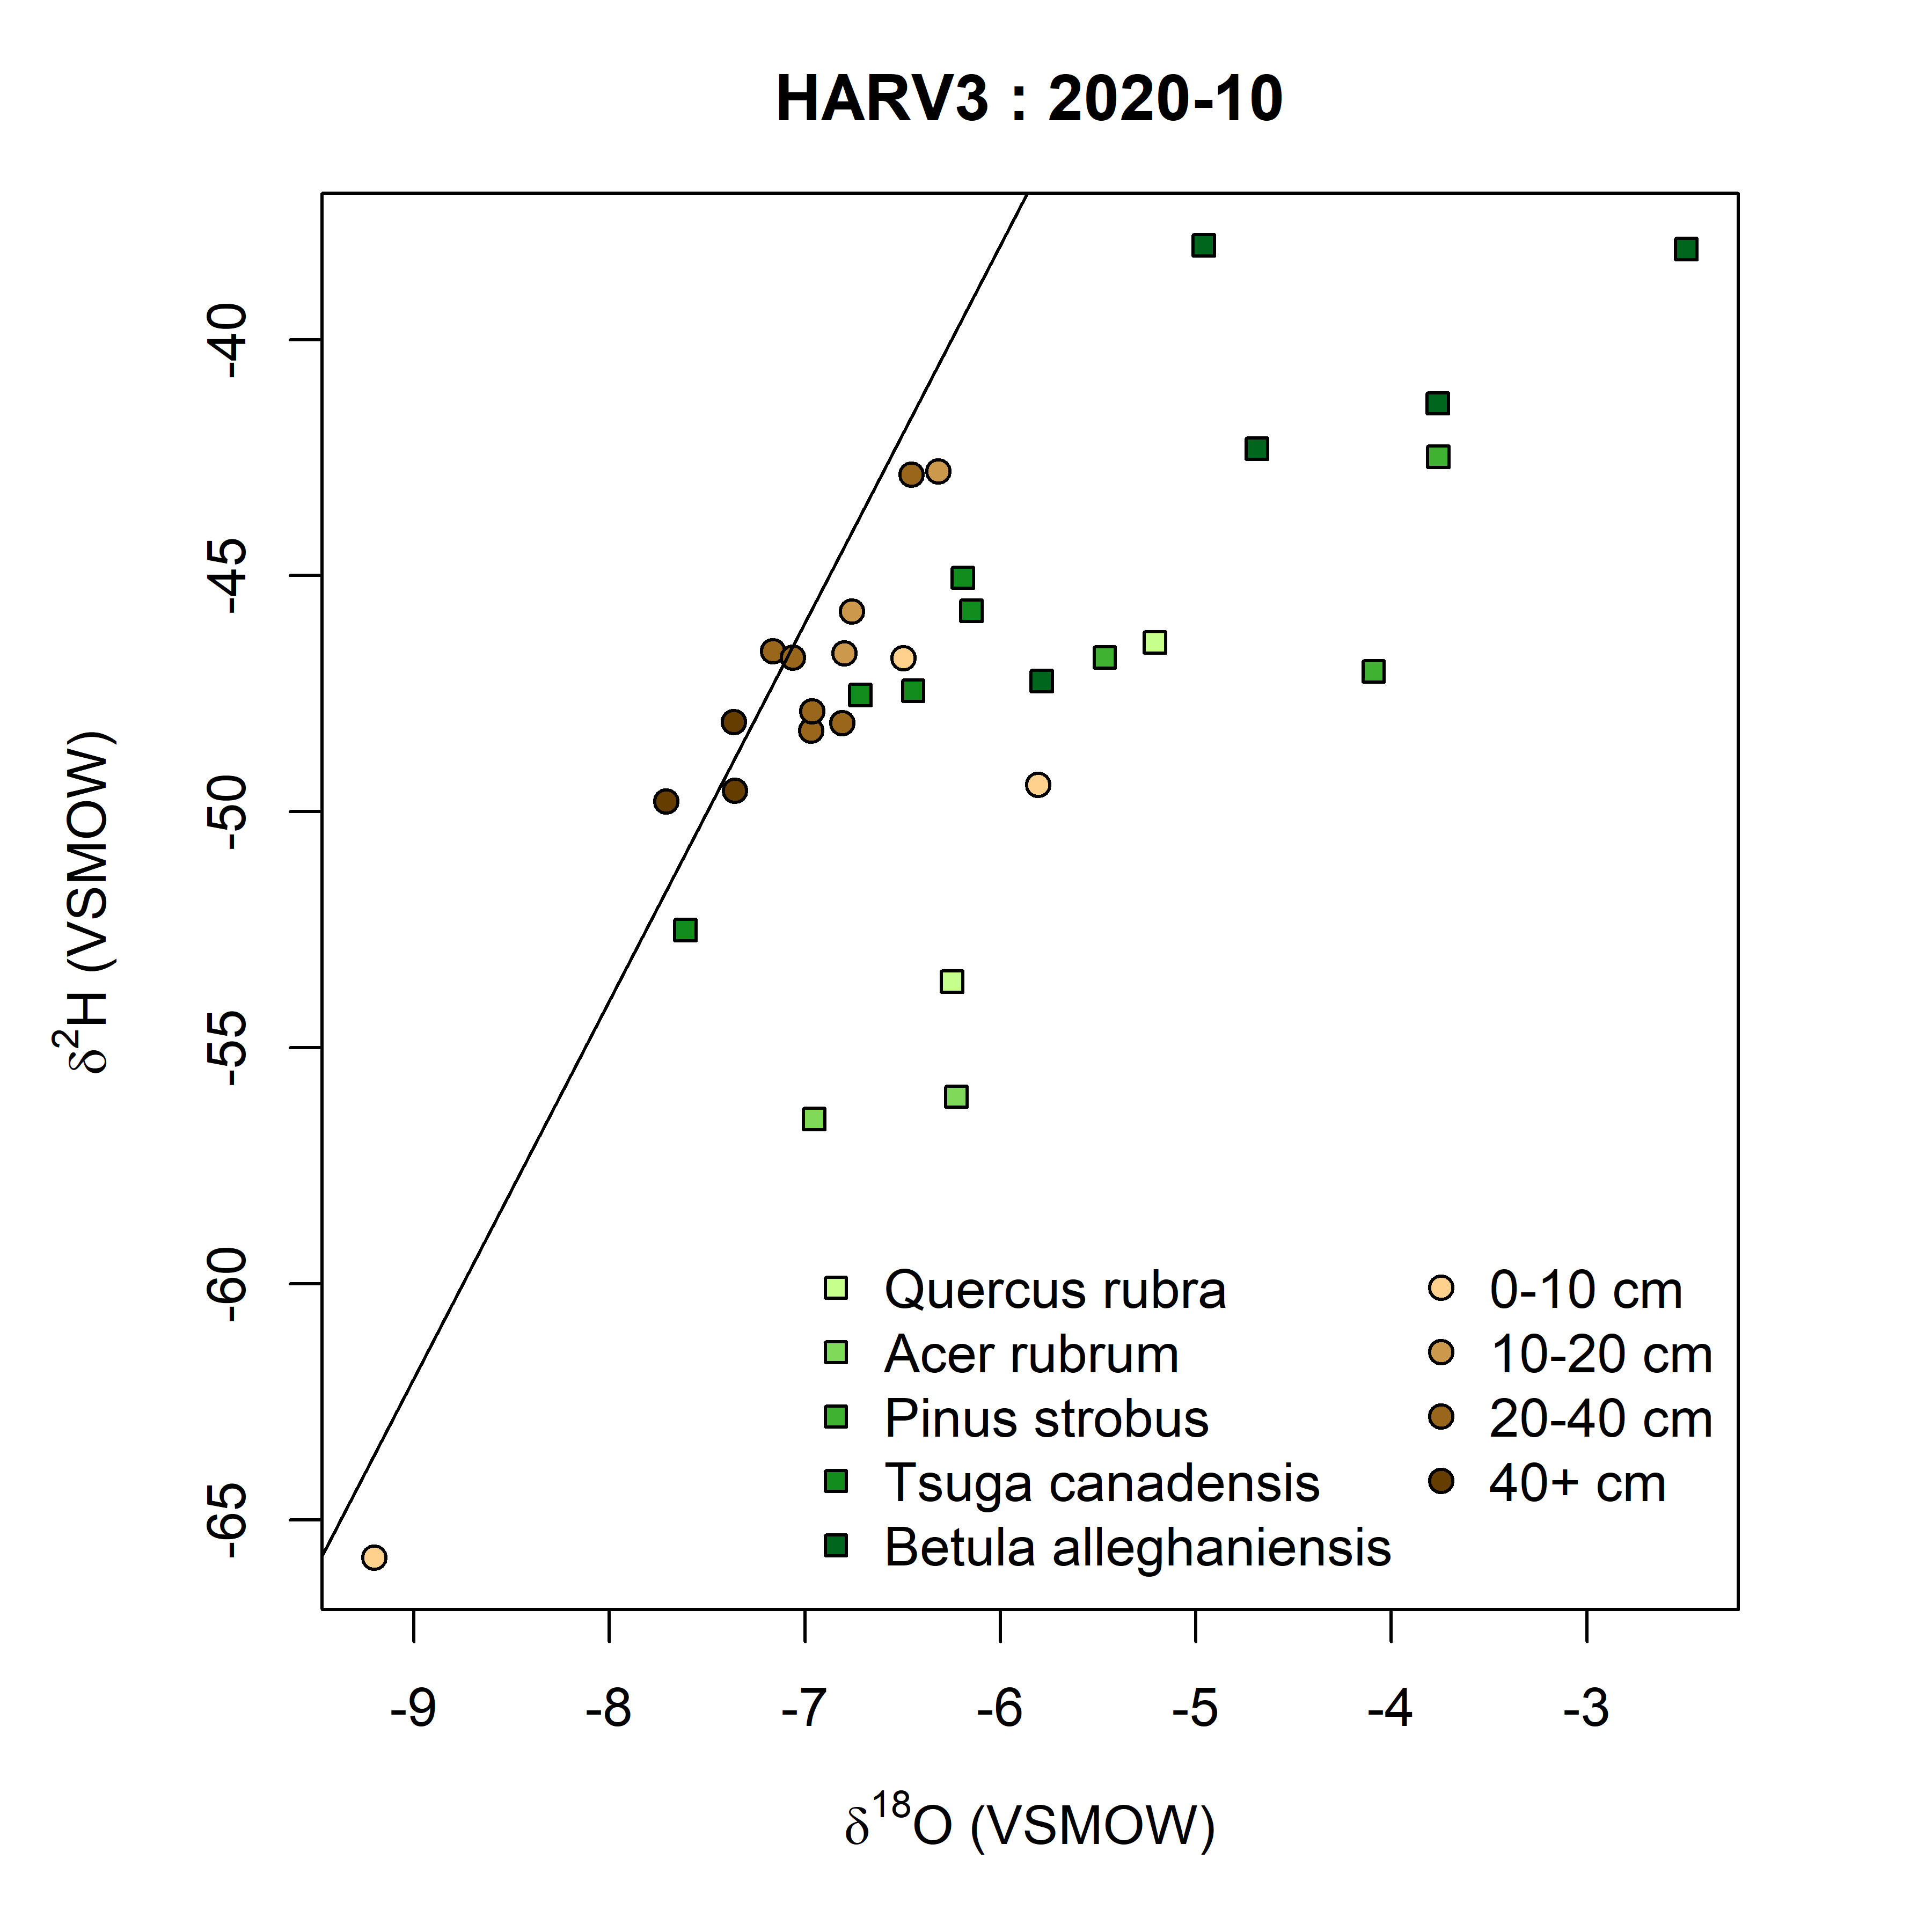 HARV3 : 2020-10
-40
-45
-50
-55
-60
-65
δ²H (VSMOW)
Quercus rubra
Acer rubrum
Pinus strobus
Tsuga canadensis
Betula alleghaniensis
0-10 cm
10-20 cm
20-40 cm
40+ cm
-9 -8 -7 -6 -5 -4 -3
δ¹⁸O (VSMOW)